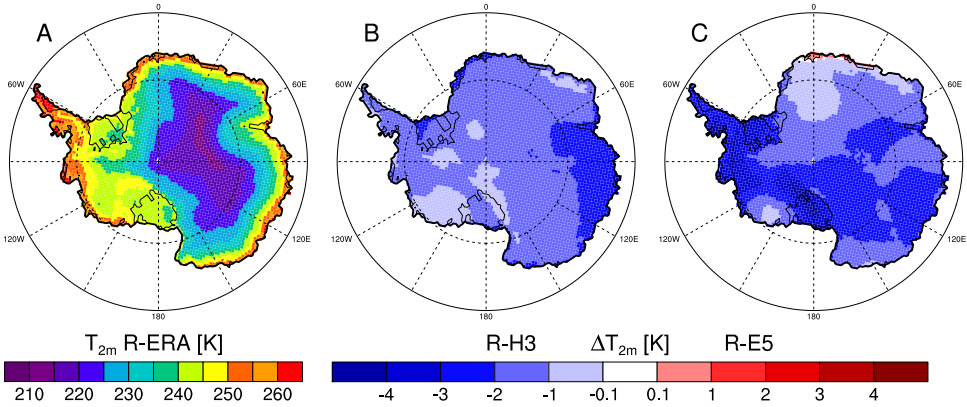 A B C
0 0 0
60W 60E 60W 60E 60W 60E
120W 120E 120W 120E 120W 120E
180 180 180
T2m R-ERA [K] R-H3 ΔT2m [K] R-E5
210 220 230 240 250 260 -4 -3 -2 -1 -0.1 0.1 1 2 3 4